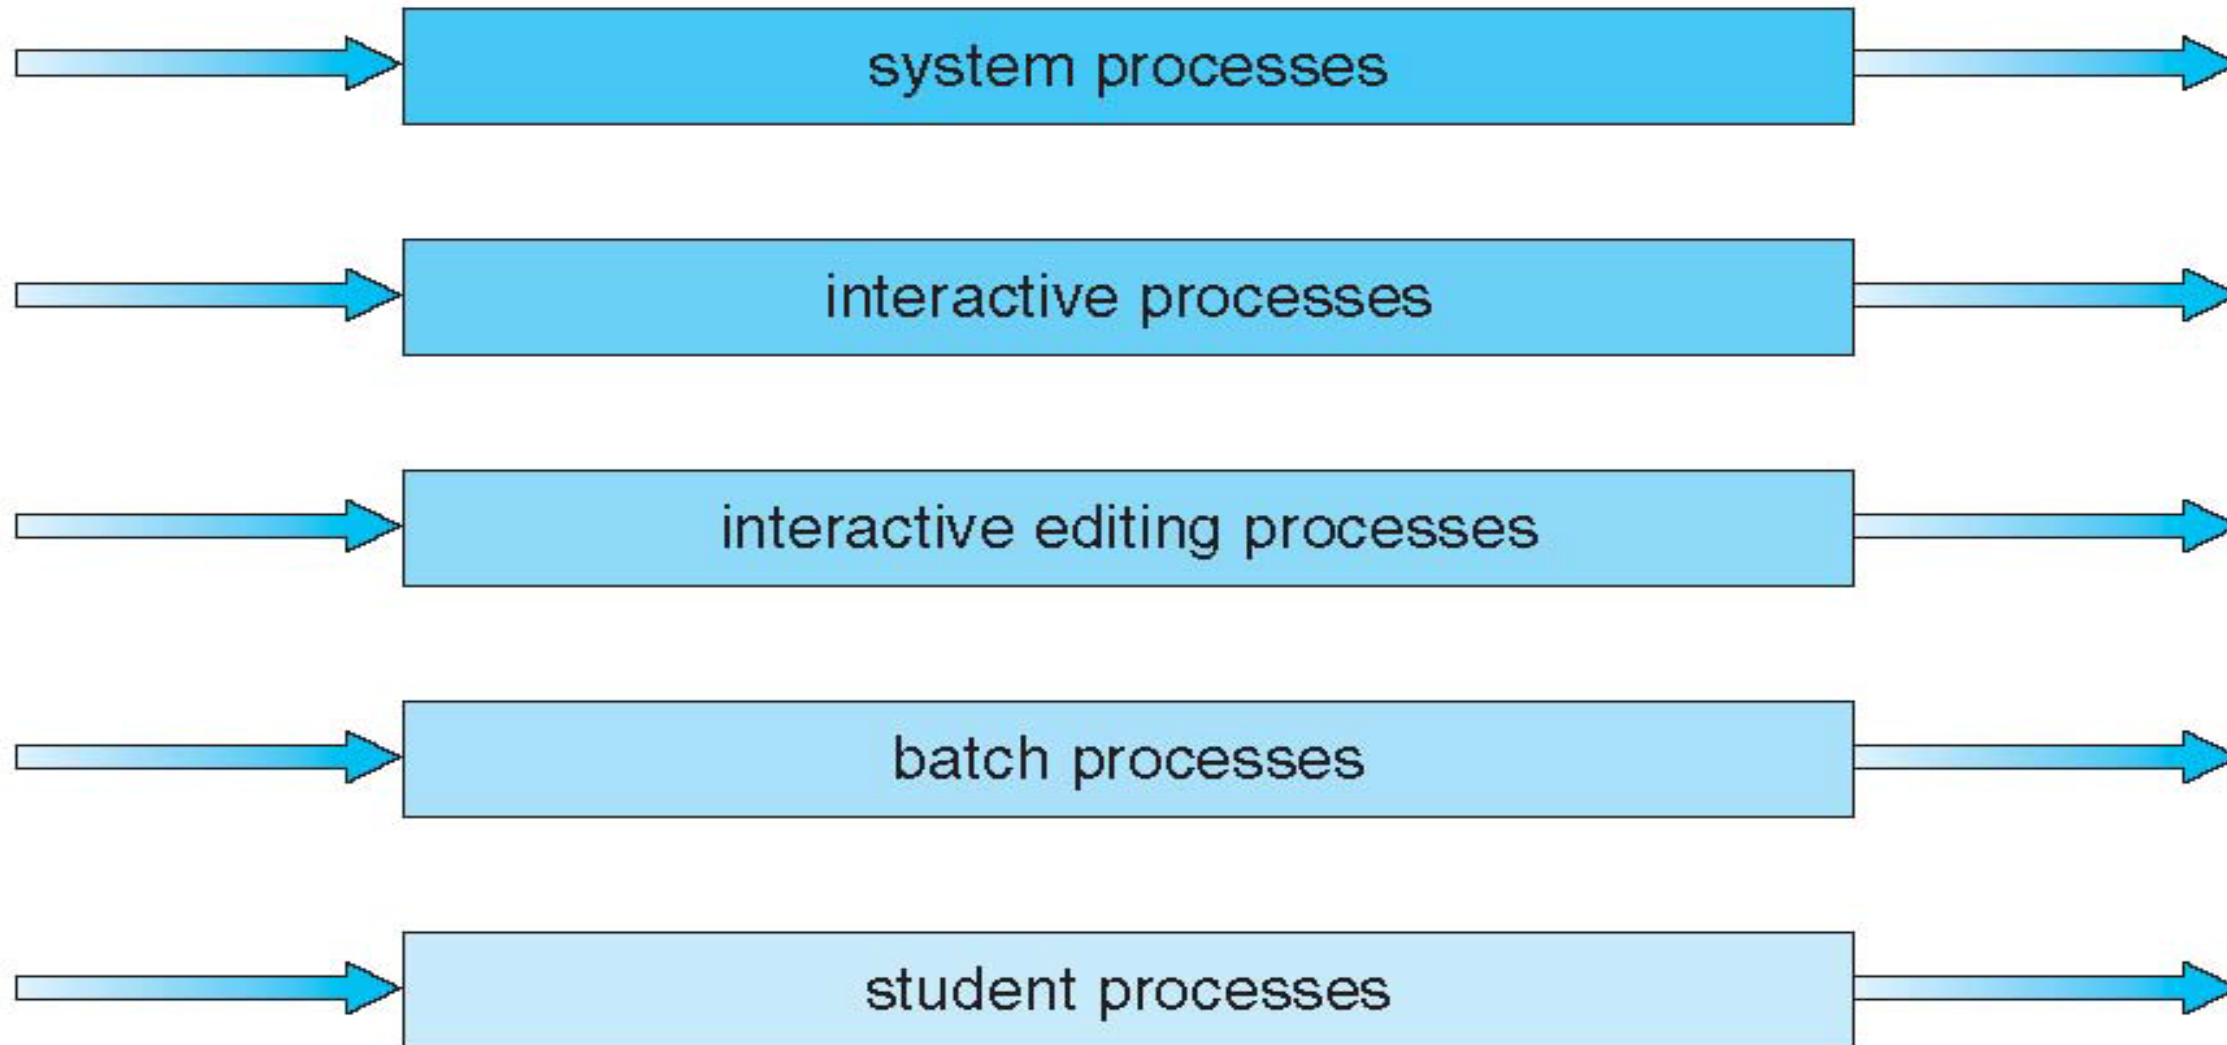 system processes
interactive processes
interactive editing processes
batch processes
student processes